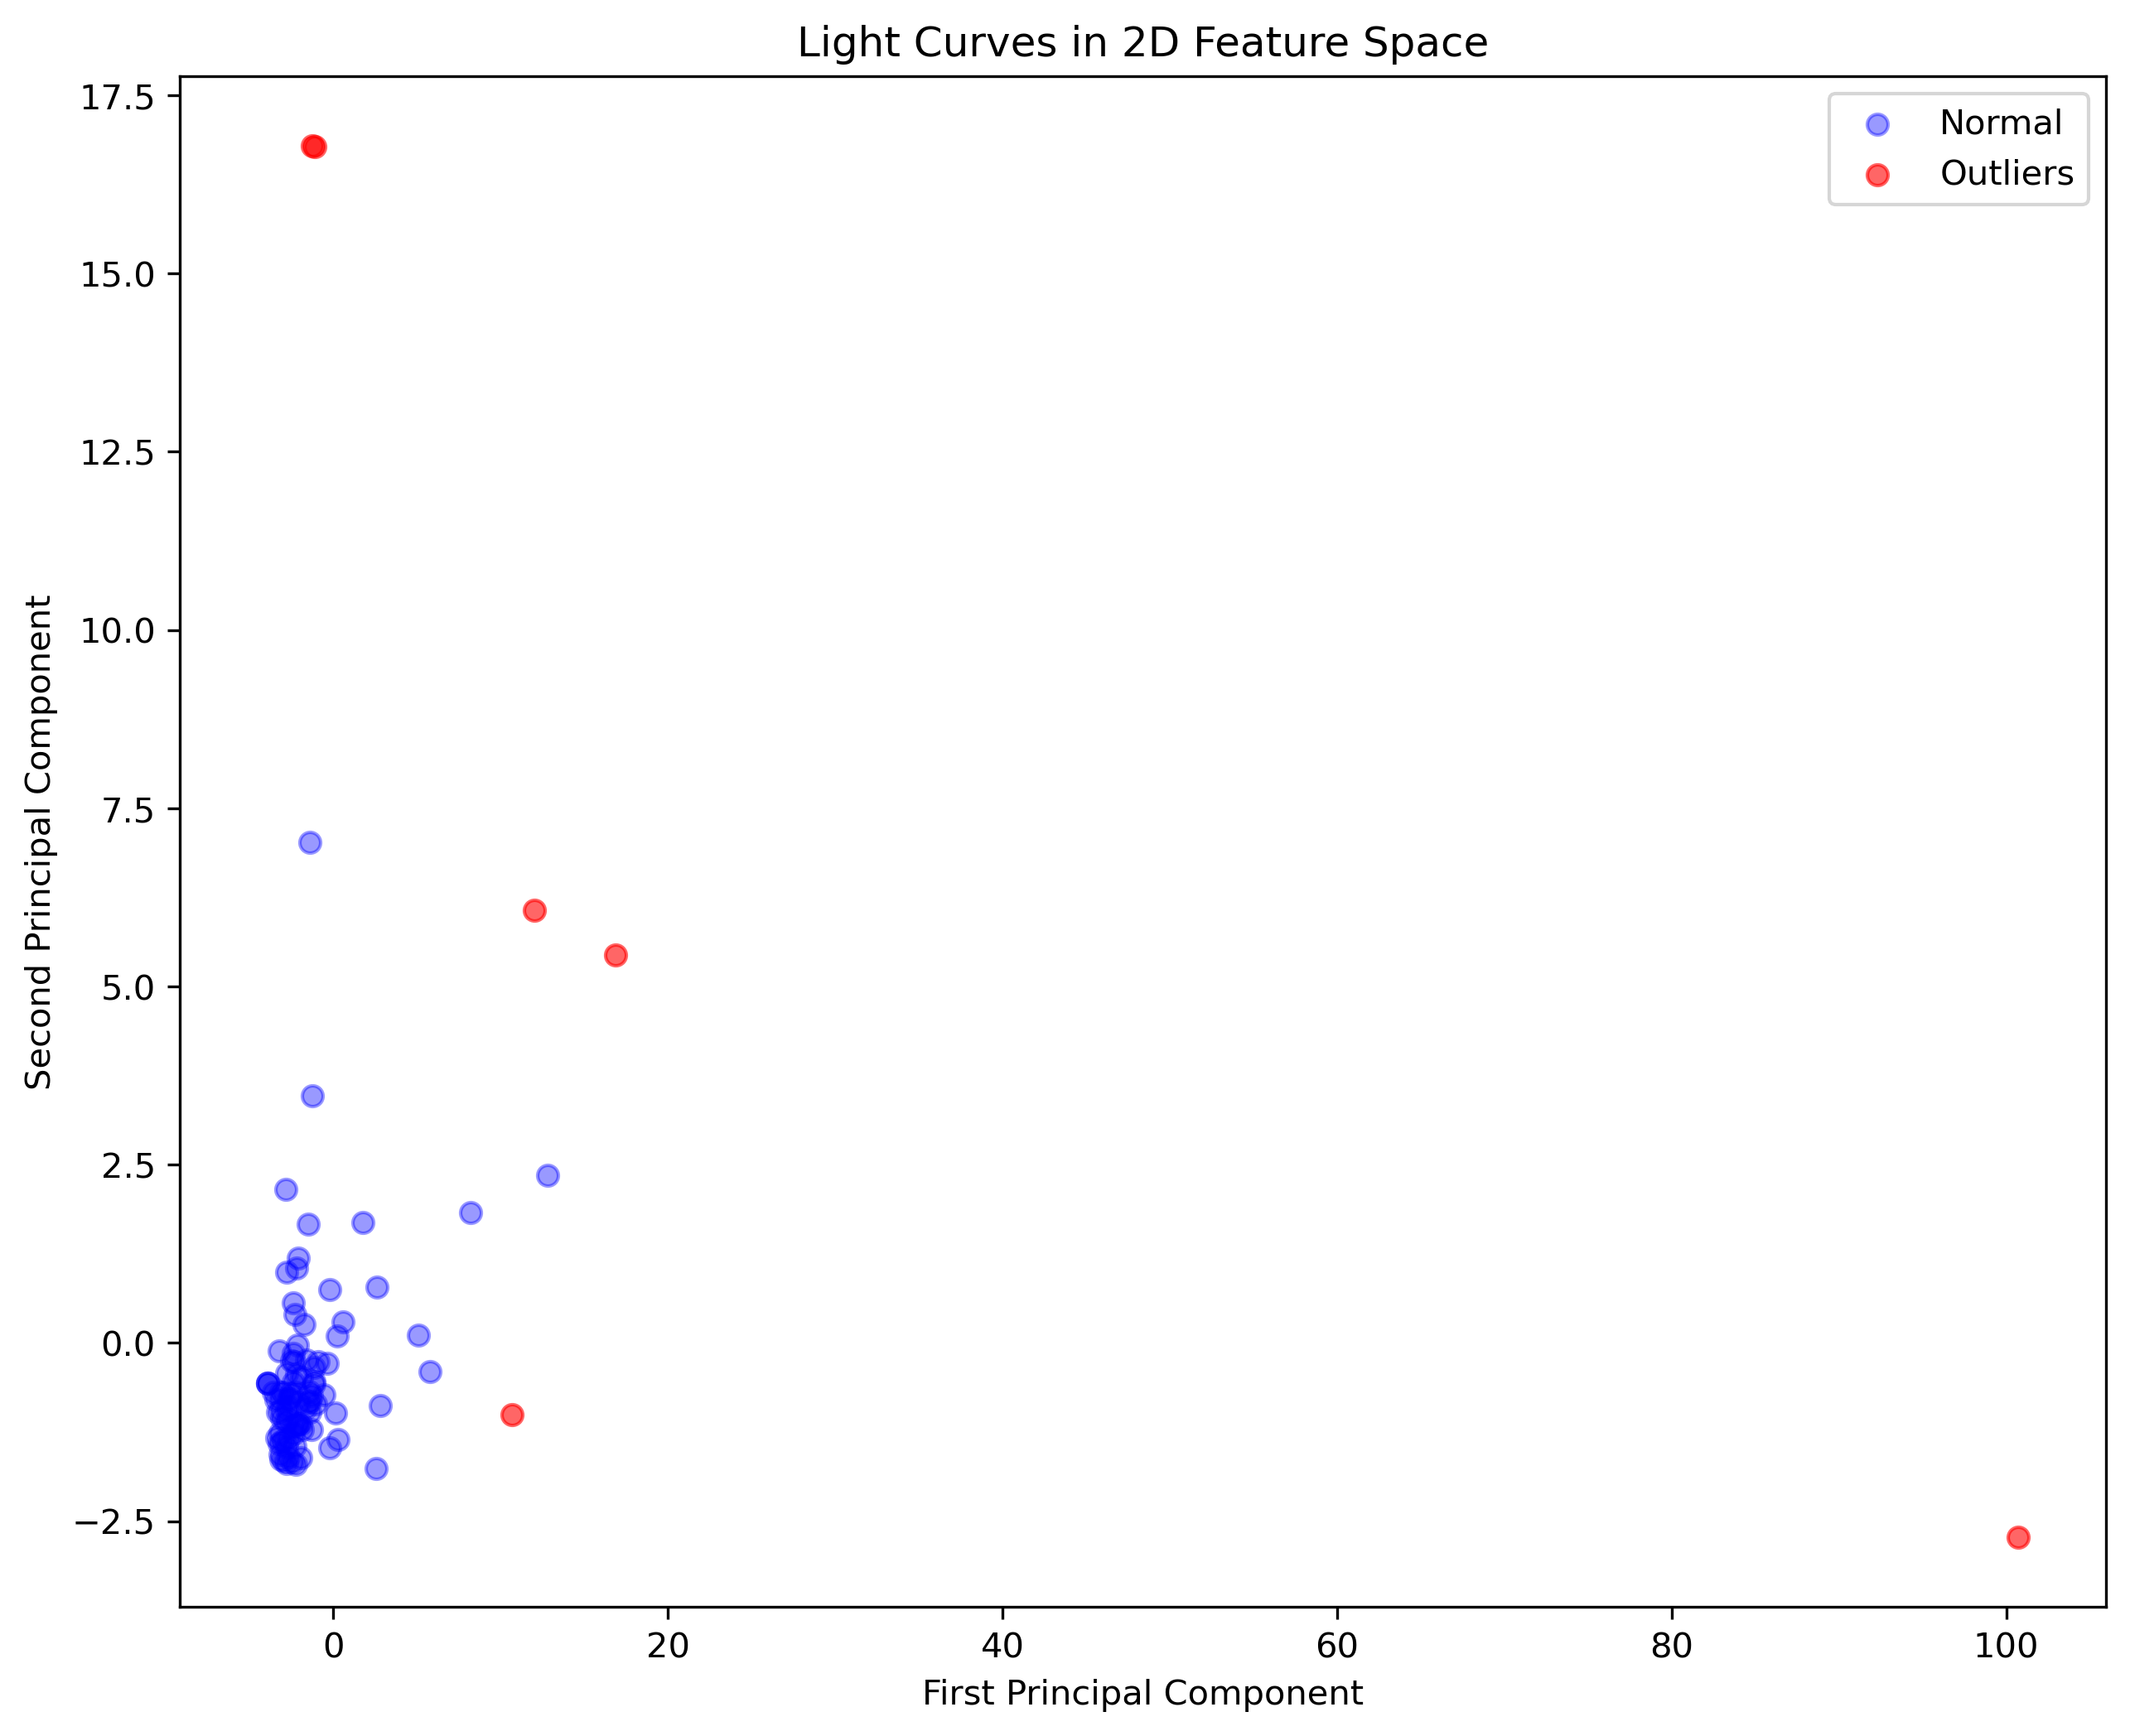 Light Curves in 2D Feature Space
Normal
Outliers
17.5
15.0
12.5
10.0
7.5
5.0
2.5
0.0
−2.5
Second Principal Component
0 20 40 60 80 100
First Principal Component